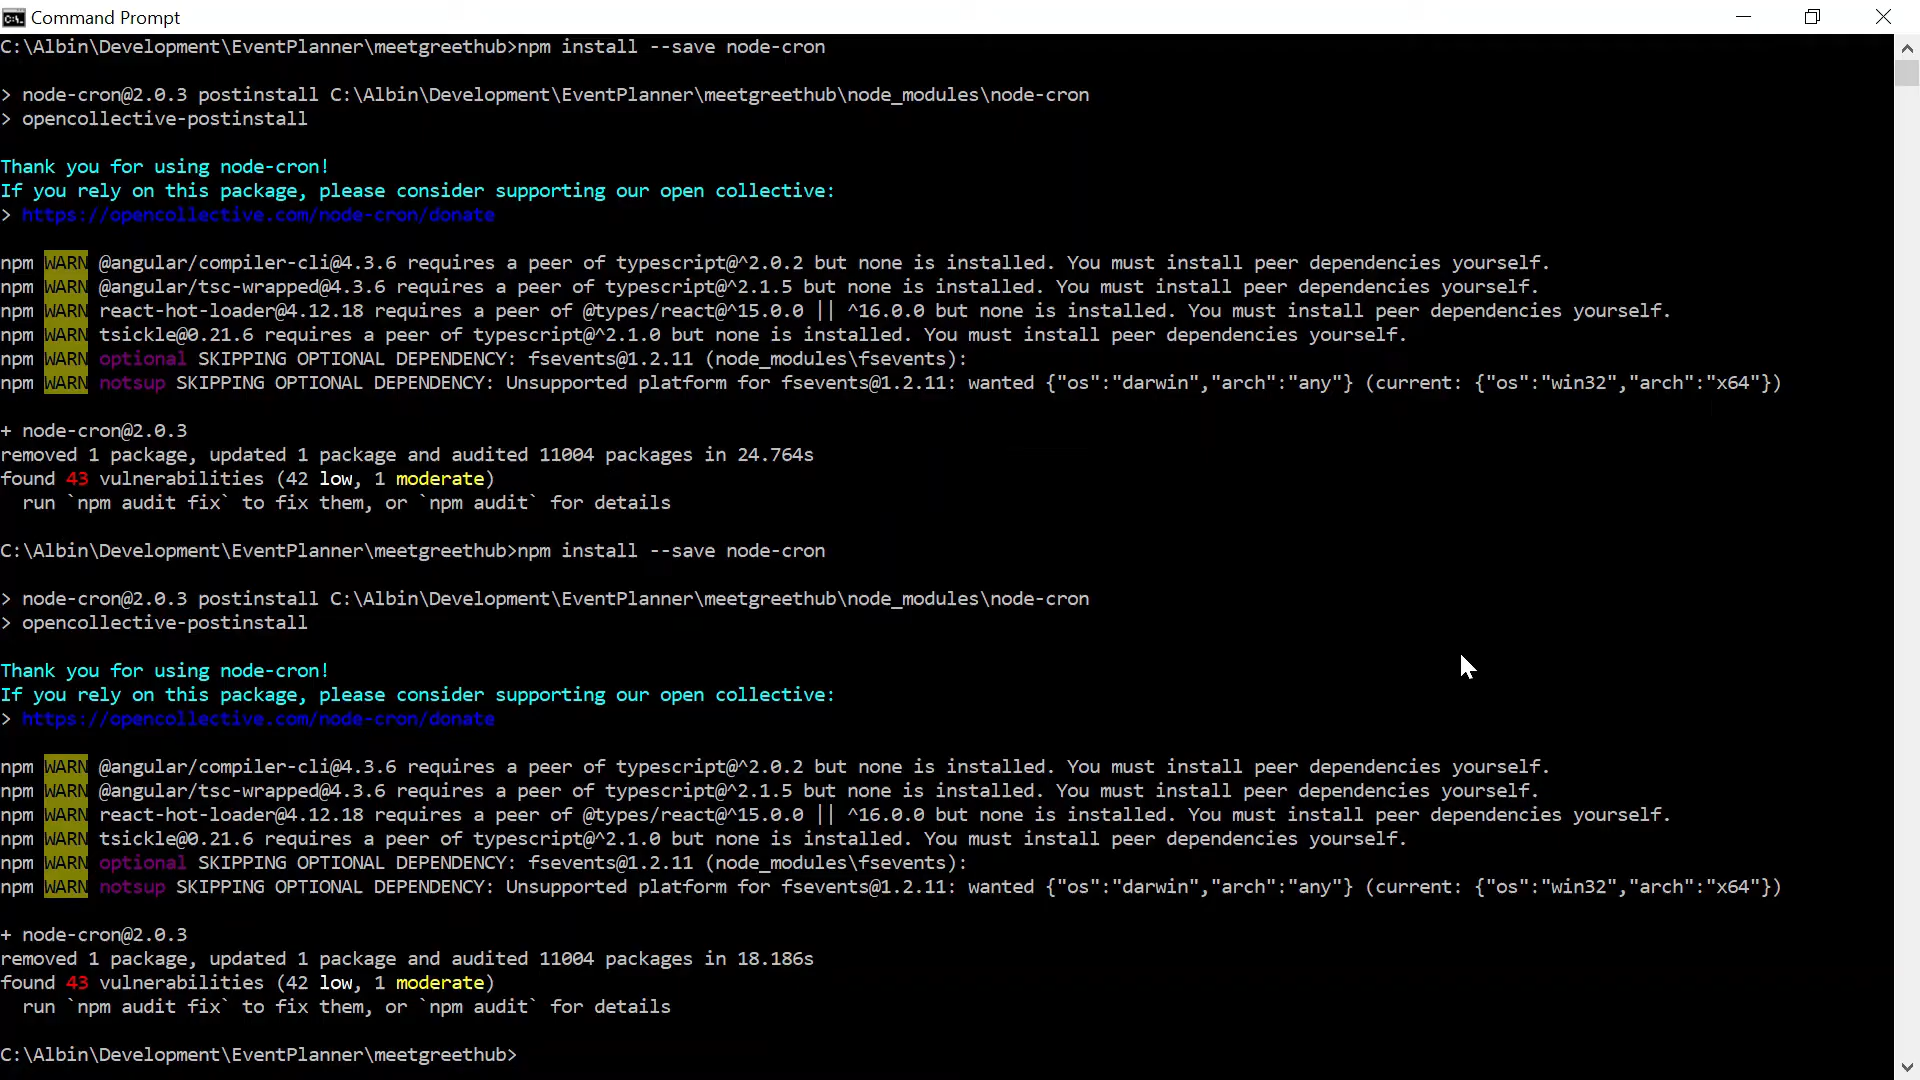 Command Prompt
C:\Albin\Development\EventPlanner\meetgreethub>npm install --save node-cron
> node-cron@2.0.3 postinstall C:\Albin\Development\EventPlanner\meetgreethub\node_modules\node-cron
> opencollective-postinstall
Thank you for using node-cron!
If you rely on this package, please consider supporting our open collective:
> https://opencollective.com/node-cron/donate
npm WARN @angular/compiler-cli@4.3.6 requires a peer of typescript@^2.0.2 but none is installed. You must install peer dependencies yourself.
npm WARN @angular/tsc-wrapped@4.3.6 requires a peer of typescript@^2.1.5 but none is installed. You must install peer dependencies yourself.
npm WARN react-hot-loader@4.12.18 requires a peer of @types/react@^15.0.0 || ^16.0.0 but none is installed. You must install peer dependencies yourself.
npm WARN tsickle@0.21.6 requires a peer of typescript@^2.1.0 but none is installed. You must install peer dependencies yourself.
npm WARN optional SKIPPING OPTIONAL DEPENDENCY: fsevents@1.2.11 (node_modules\fsevents):
npm WARN notsup SKIPPING OPTIONAL DEPENDENCY: Unsupported platform for fsevents@1.2.11: wanted {"os":"darwin","arch":"any"} (current: {"os":"win32","arch":"x64"})
+ node-cron@2.0.3
removed 1 package, updated 1 package and audited 11004 packages in 24.764s
found 43 vulnerabilities (42 low, 1 moderate)
run `npm audit fix` to fix them, or `npm audit` for details
C:\Albin\Development\EventPlanner\meetgreethub>npm install --save node-cron
> node-cron@2.0.3 postinstall C:\Albin\Development\EventPlanner\meetgreethub\node_modules\node-cron
> opencollective-postinstall
Thank you for using node-cron!
If you rely on this package, please consider supporting our open collective:
> https://opencollective.com/node-cron/donate
npm WARN @angular/compiler-cli@4.3.6 requires a peer of typescript@^2.0.2 but none is installed. You must install peer dependencies yourself.
npm WARN @angular/tsc-wrapped@4.3.6 requires a peer of typescript@^2.1.5 but none is installed. You must install peer dependencies yourself.
npm WARN react-hot-loader@4.12.18 requires a peer of @types/react@^15.0.0 || ^16.0.0 but none is installed. You must install peer dependencies yourself.
npm WARN tsickle@0.21.6 requires a peer of typescript@^2.1.0 but none is installed. You must install peer dependencies yourself.
npm WARN optional SKIPPING OPTIONAL DEPENDENCY: fsevents@1.2.11 (node_modules\fsevents):
npm WARN notsup SKIPPING OPTIONAL DEPENDENCY: Unsupported platform for fsevents@1.2.11: wanted {"os":"darwin","arch":"any"} (current: {"os":"win32","arch":"x64"})
+ node-cron@2.0.3
removed 1 package, updated 1 package and audited 11004 packages in 18.186s
found 43 vulnerabilities (42 low, 1 moderate)
run `npm audit fix` to fix them, or `npm audit` for details
C:\Albin\Development\EventPlanner\meetgreethub>